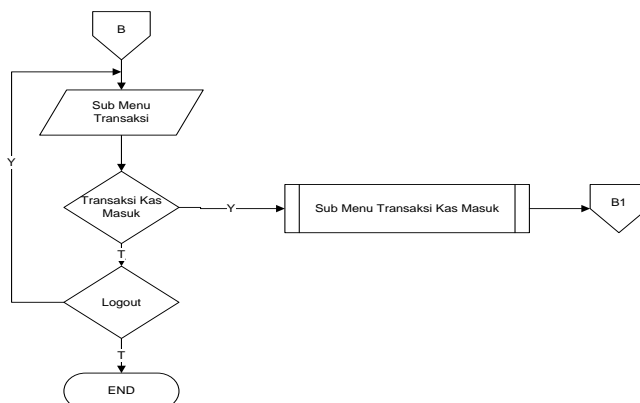 B
Sub Menu
Transaksi
Y
Transaksi Kas
Masuk
Y
Sub Menu Transaksi Kas Masuk
B1
T
Logout
T
END